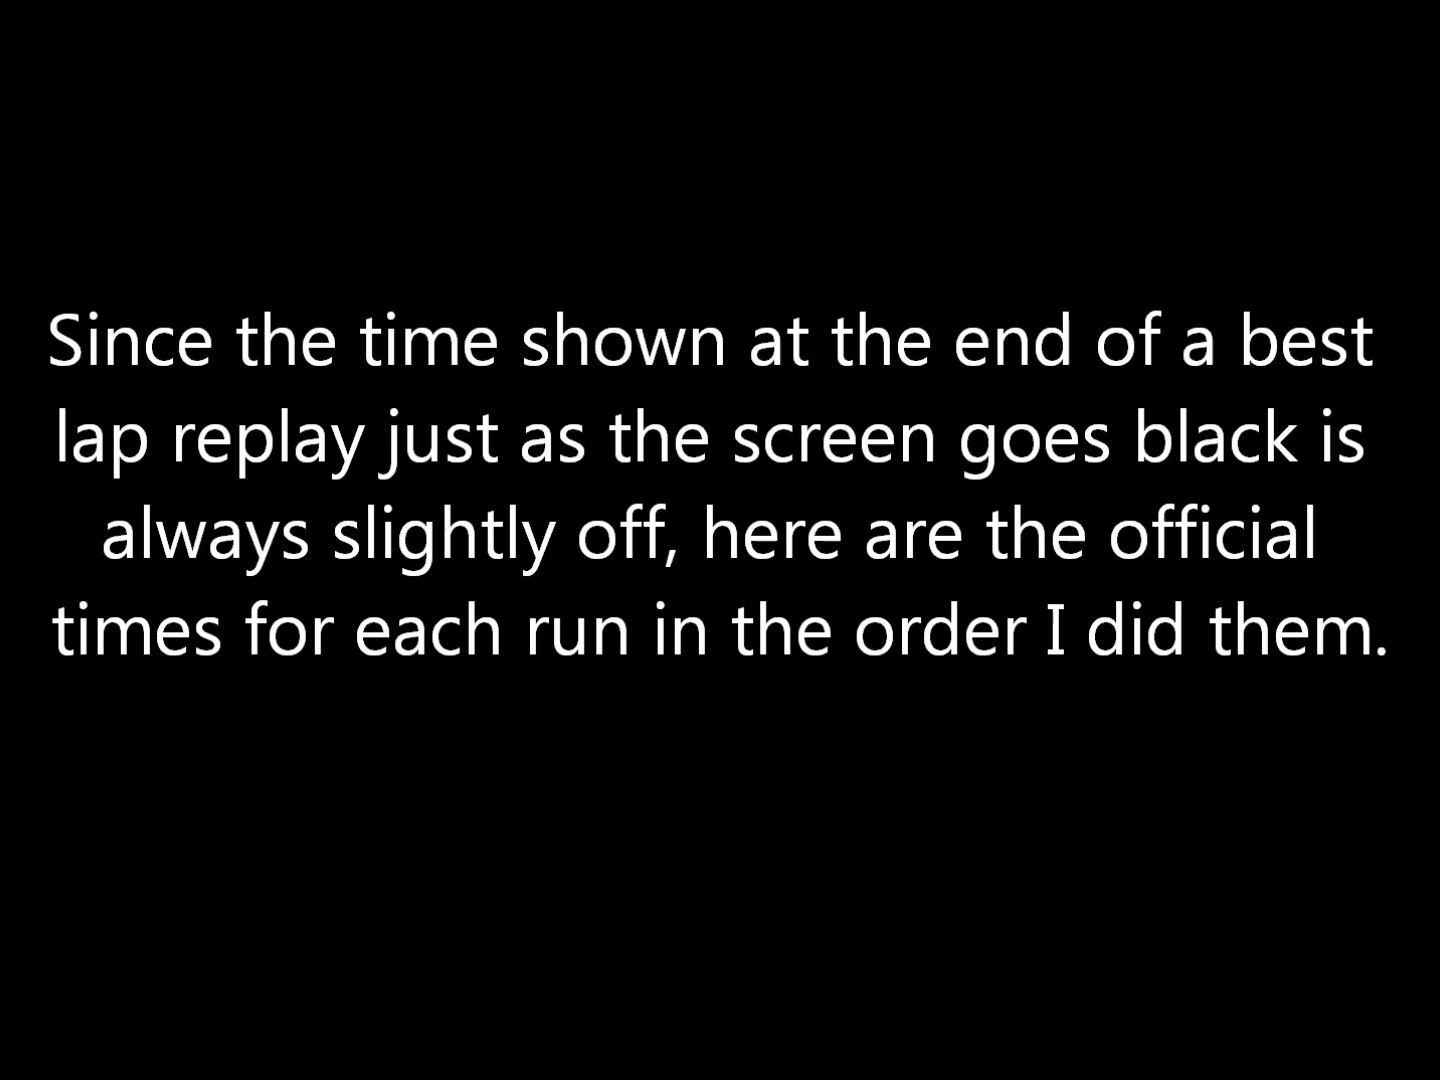 Since the time shown at the end of a best
lap replay just as the screen goes black is
always slightly off, here are the official
times for each run in the order I did them.